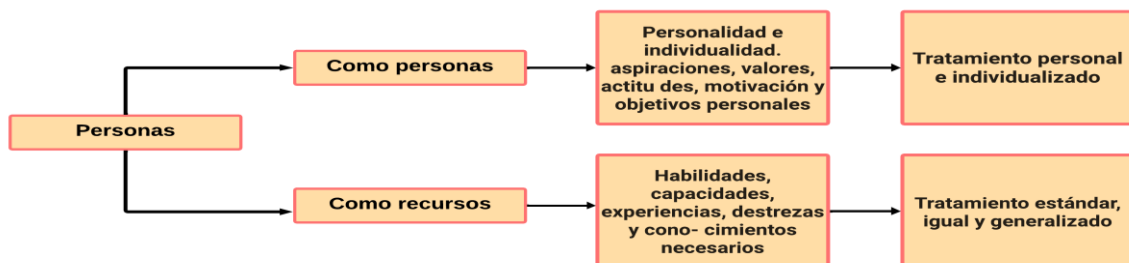 Personas
Como personas
Personalidad e
individualidad.
aspiraciones, valores,
actitu des, motivación y
objetivos personales
Tratamiento personal
e individualizado
Como recursos
Habilidades,
capacidades,
experiencias, destrezas
y cono- cimientos
necesarios
Tratamiento estándar,
igual y generalizado